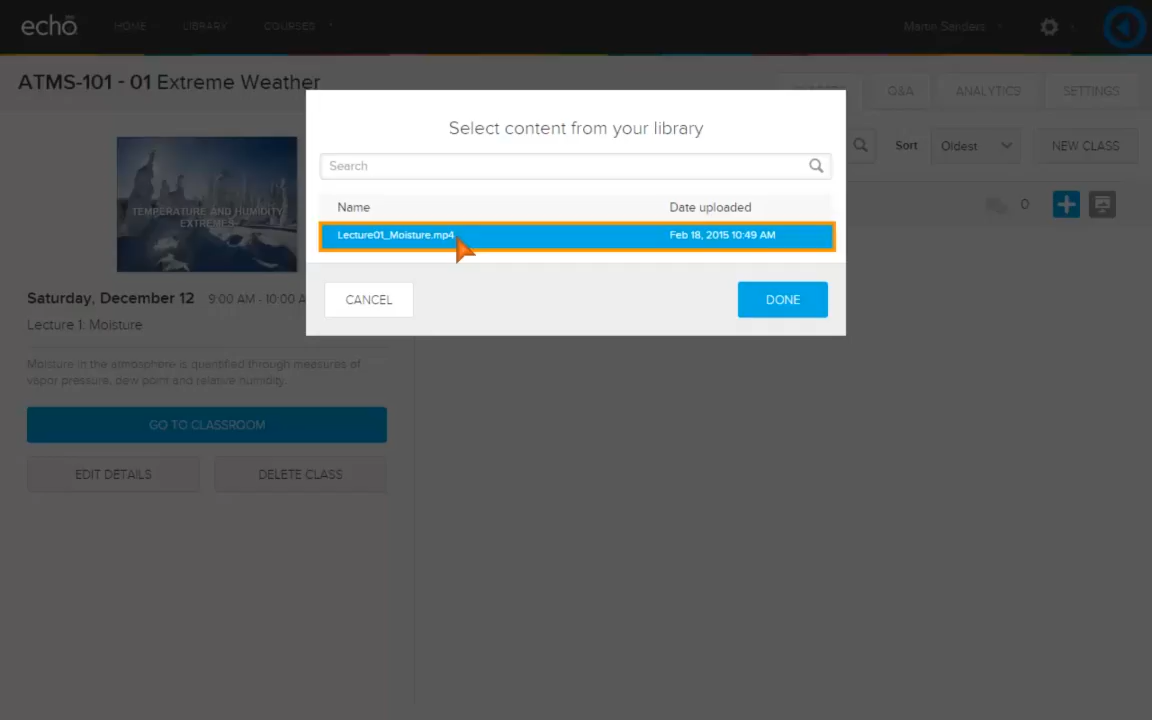 echo
HOME
LIBRARY
COURSES
Martin Sanders
ATMS-101 - 01 Extreme Weather
Q&A
ANALYTICS
SETTINGS
Select content from your library
Search
Sort
Oldest
NEW CLASS
Name
Date uploaded
Lecture01_Moisture.mp4
Feb 18, 2015 10:49 AM
0
TEMPERATURE AND HUMIDITY
EXTREMES
CANCEL
DONE
Saturday, December 12
9:00 AM - 10:00 A
Lecture 1: Moisture
Moisture in the atmosphere is quantified through measures of
vapor pressure, dew point and relative humidity.
GO TO CLASSROOM
EDIT DETAILS
DELETE CLASS